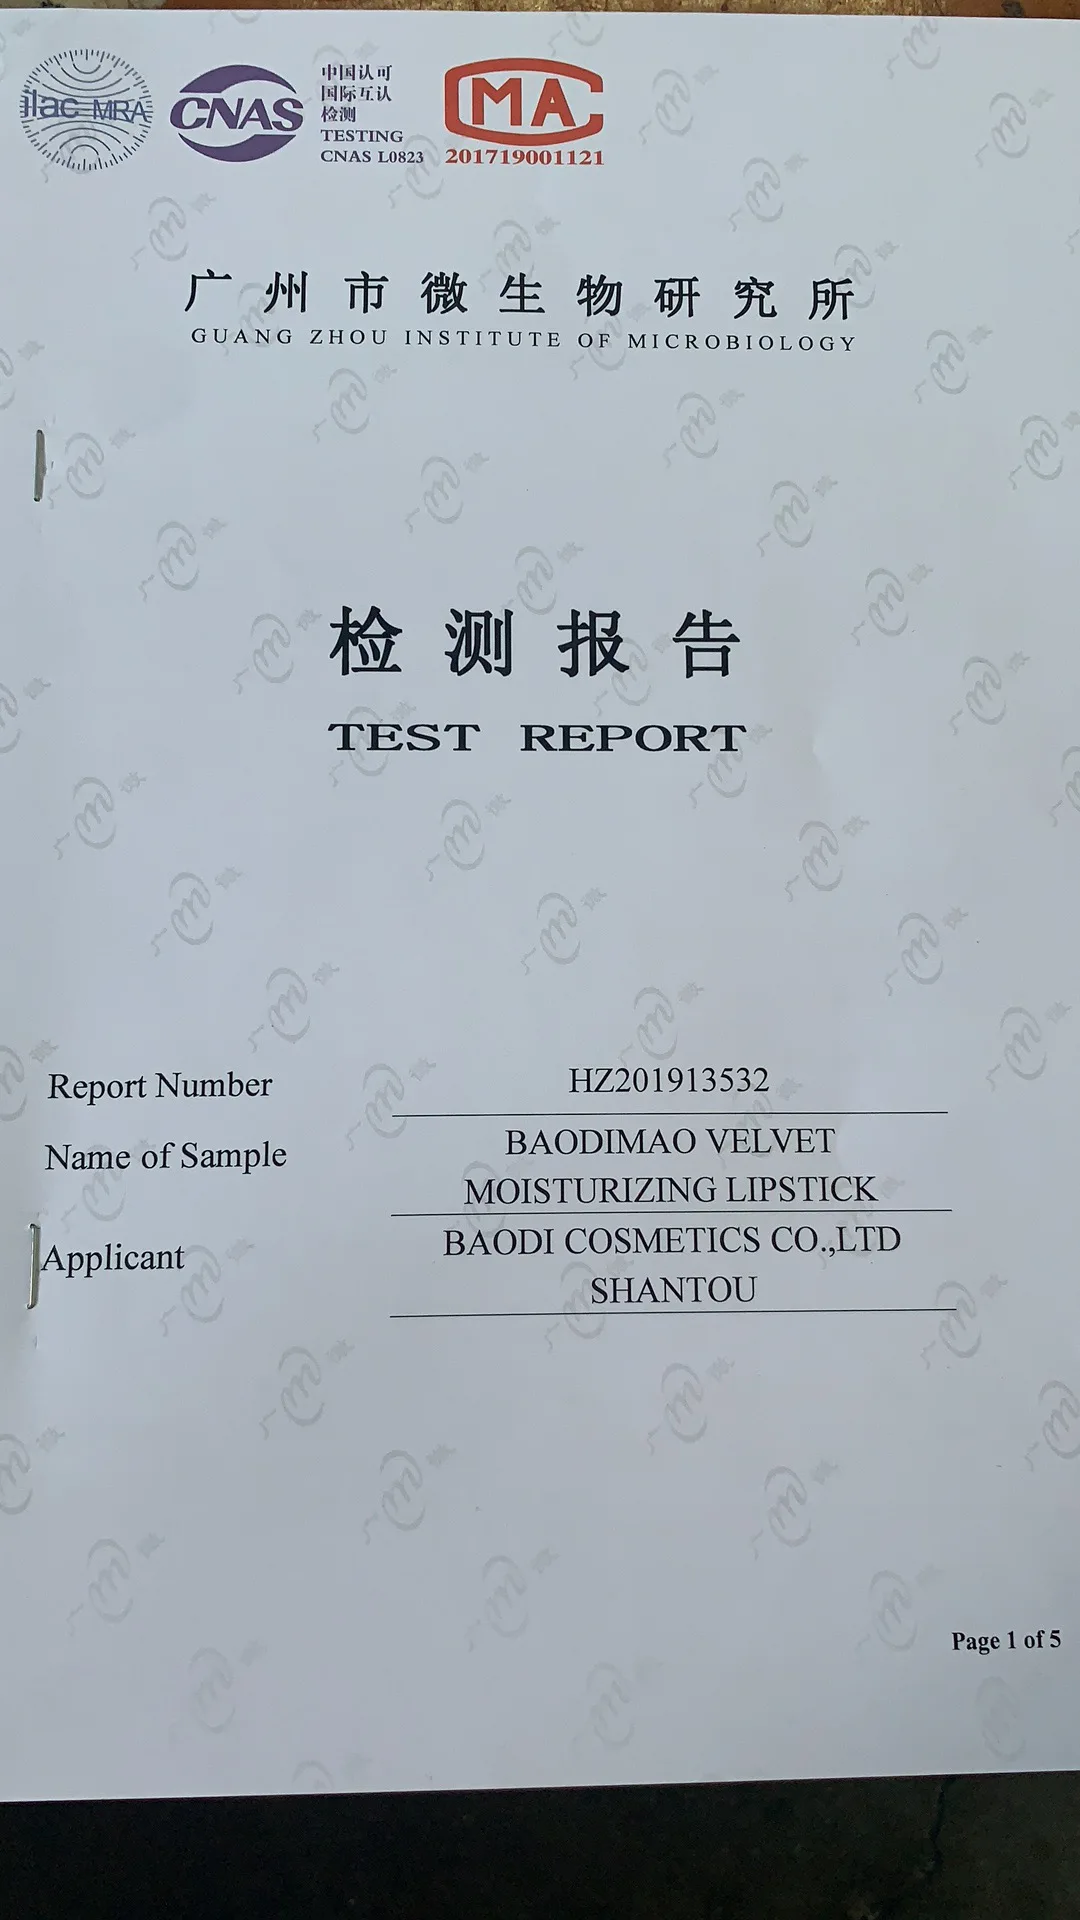 ilac-MRA
CNAS
中国认可
国际互认
检测
TESTING
CNAS L0823
MA
201719001121
广州市微生物研究所
GUANG ZHOU INSTITUTE OF MICROBIOLOGY
检测报告
TEST REPORT
Report Number HZ201913532
Name of Sample BAODIMAO VELVET
MOISTURIZING LIPSTICK
Applicant BAODI COSMETICS CO.,LTD
SHANTOU
Page 1 of 5